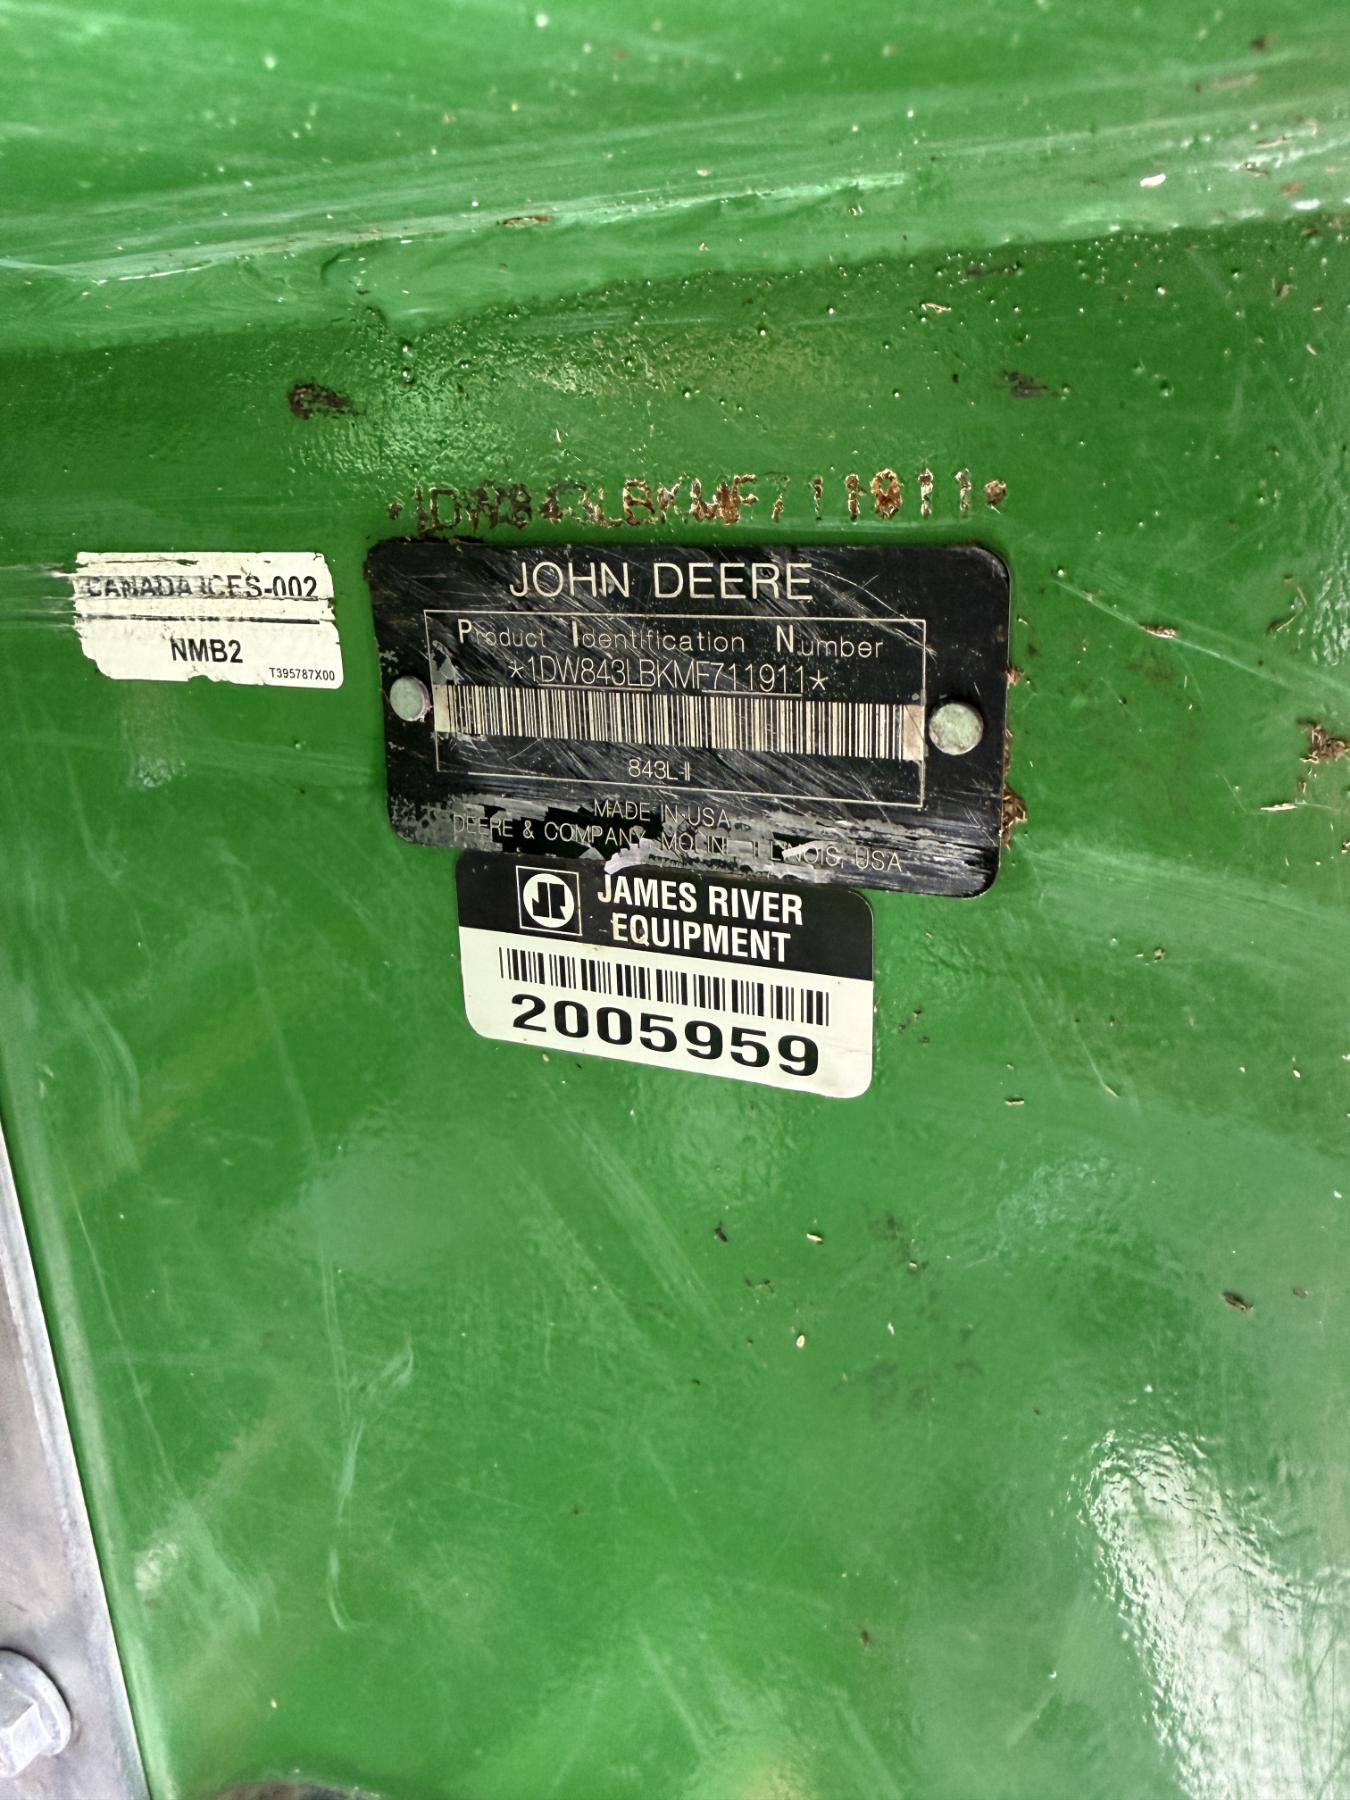 *1DW843LBKMF711911*
CANADA ICES-002
NMB2
T395787X00
JOHN DEERE
Product Identification Number
*1DW843LBKMF711911*
843L-II
MADE IN USA
DEERE & COMPANY MOLINE ILLINOIS, USA
JR
JAMES RIVER
EQUIPMENT
2005959